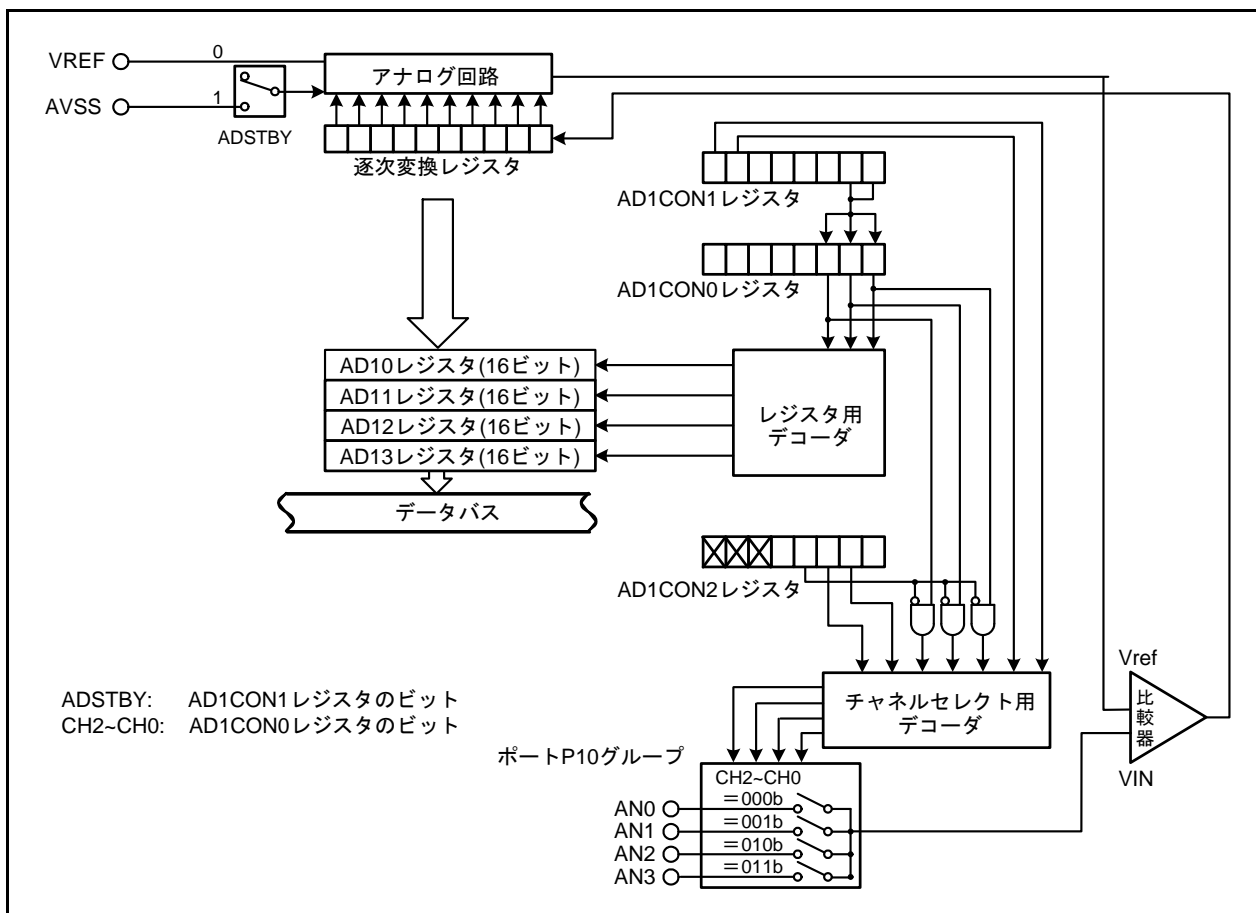 VREF
0
アナログ回路
AVSS
1
ADSTBY
逐次変換レジスタ
AD1CON1レジスタ
AD1CON0レジスタ
AD10レジスタ(16ビット)
AD11レジスタ(16ビット)
AD12レジスタ(16ビット)
AD13レジスタ(16ビット)
レジスタ用
デコーダ
データバス
AD1CON2レジスタ
ADSTBY: AD1CON1レジスタのビット
CH2~CH0: AD1CON0レジスタのビット
チャネルセレクト用
デコーダ
Vref
比較器
VIN
ポートP10グループ
CH2~CH0
AN0 =000b
AN1 =001b
AN2 =010b
AN3 =011b